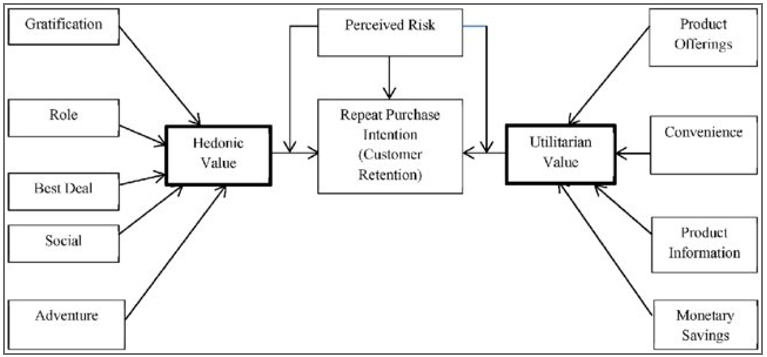 Gratification
Role
Best Deal
Social
Adventure
Hedonic
Value
Perceived Risk
Repeat Purchase
Intention
(Customer
Retention)
Utilitarian
Value
Product
Offerings
Convenience
Product
Information
Monetary
Savings